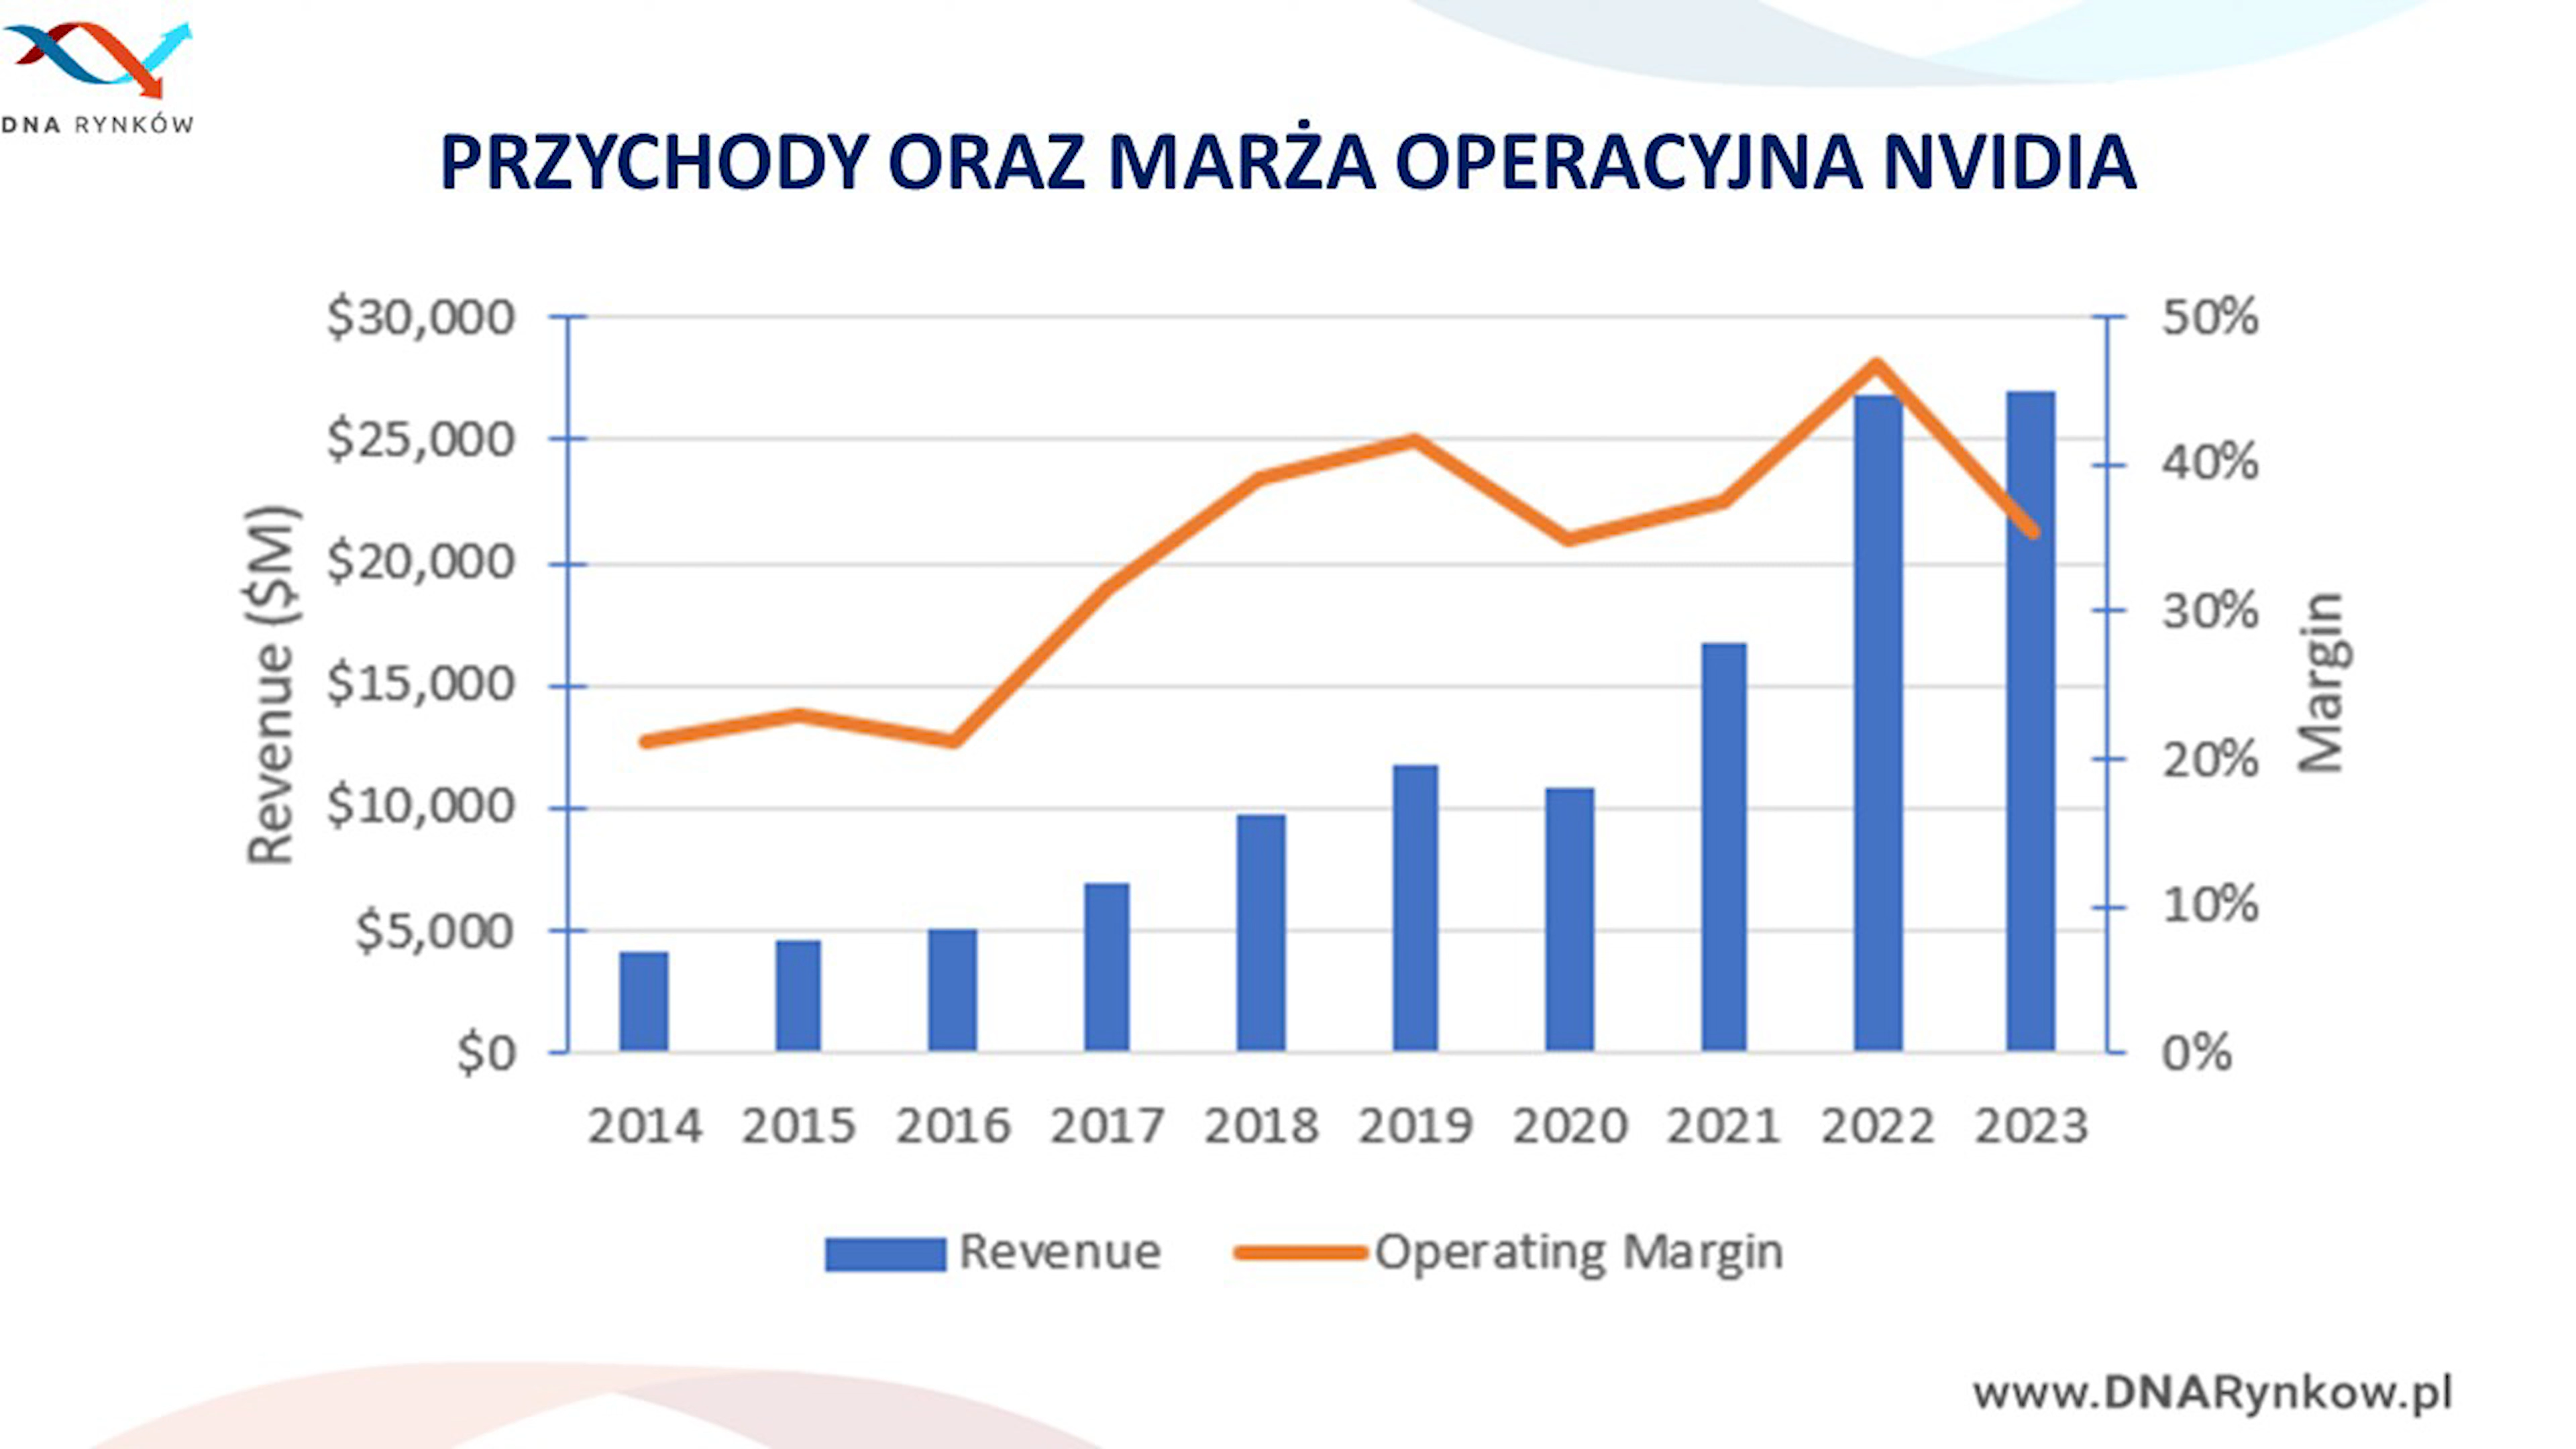 DNA RYNKÓW
PRZYCHODY ORAZ MARŻA OPERACYJNA NVIDIA
Revenue ($M)
$30,000
$25,000
$20,000
$15,000
$10,000
$5,000
$0
50%
40%
30%
20%
10%
0%
Margin
2014 2015 2016 2017 2018 2019 2020 2021 2022 2023
Revenue Operating Margin
www.DNARynkow.pl